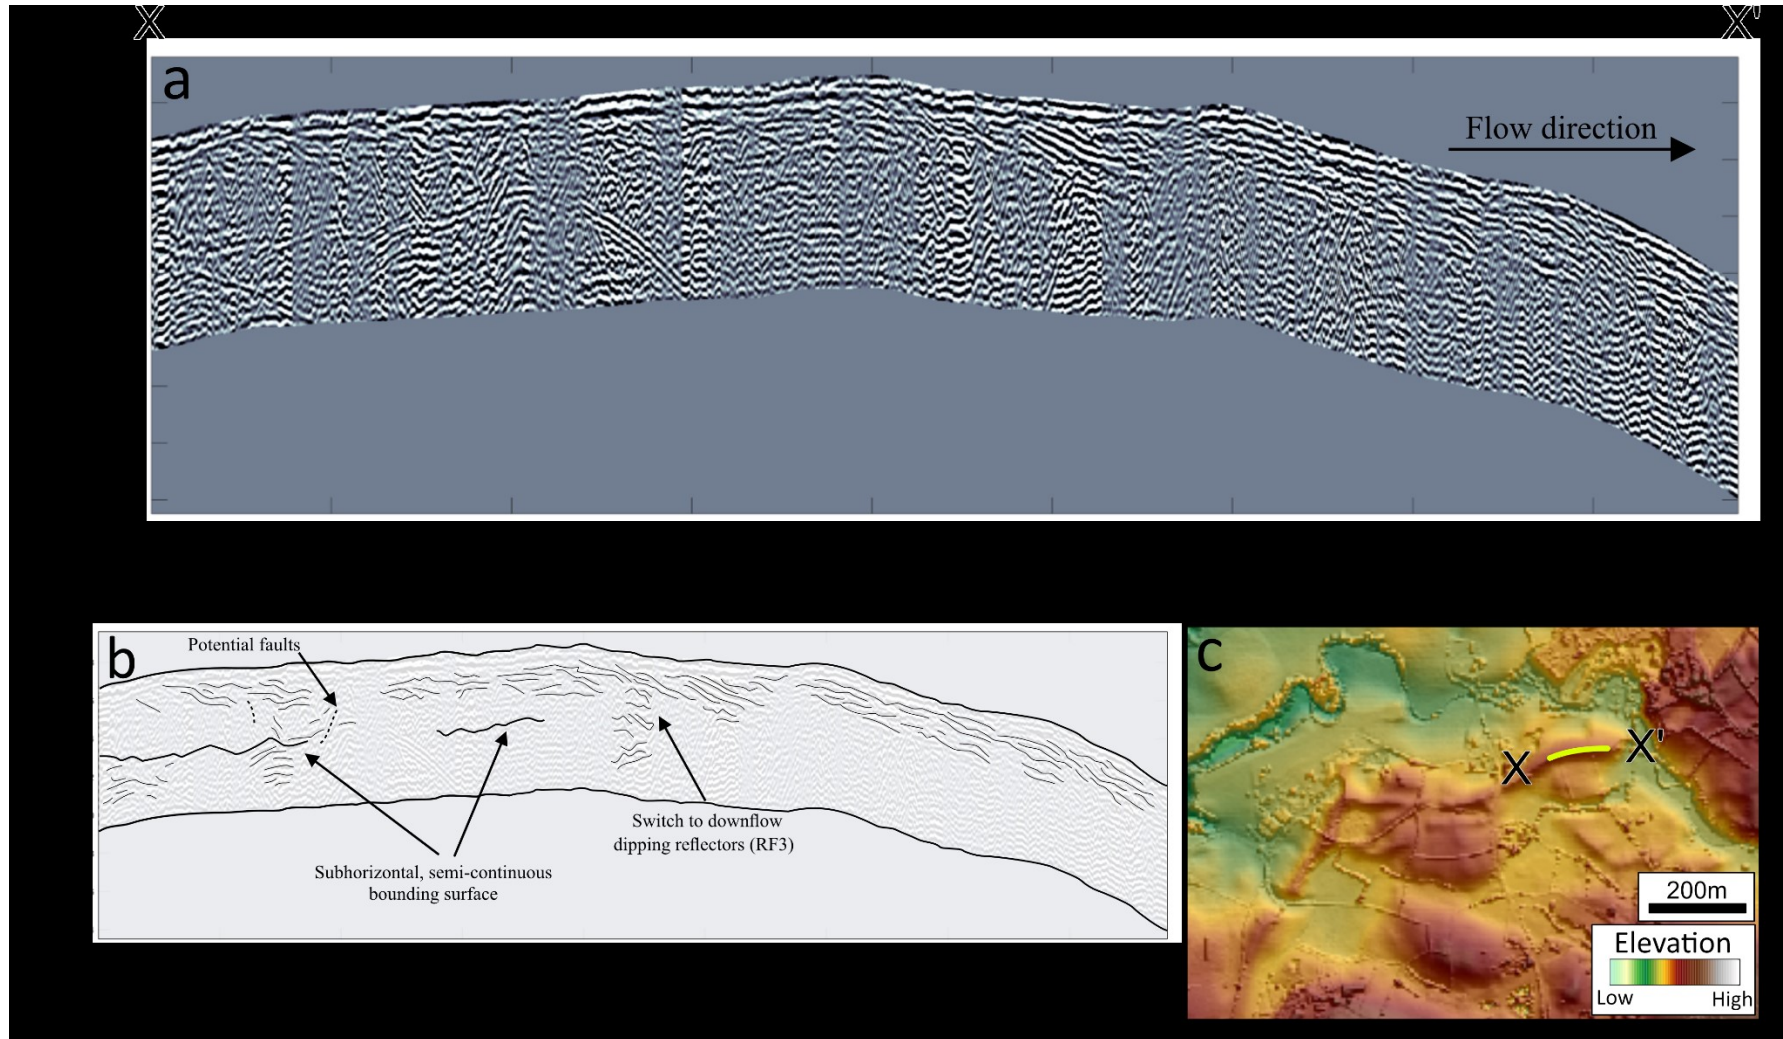 X
X'
a
Flow direction
b
Potential faults
Switch to downflow
dipping reflectors (RF3)
Subhorizontal, semi-continuous
bounding surface
c
X
X'
200m
Elevation
Low
High